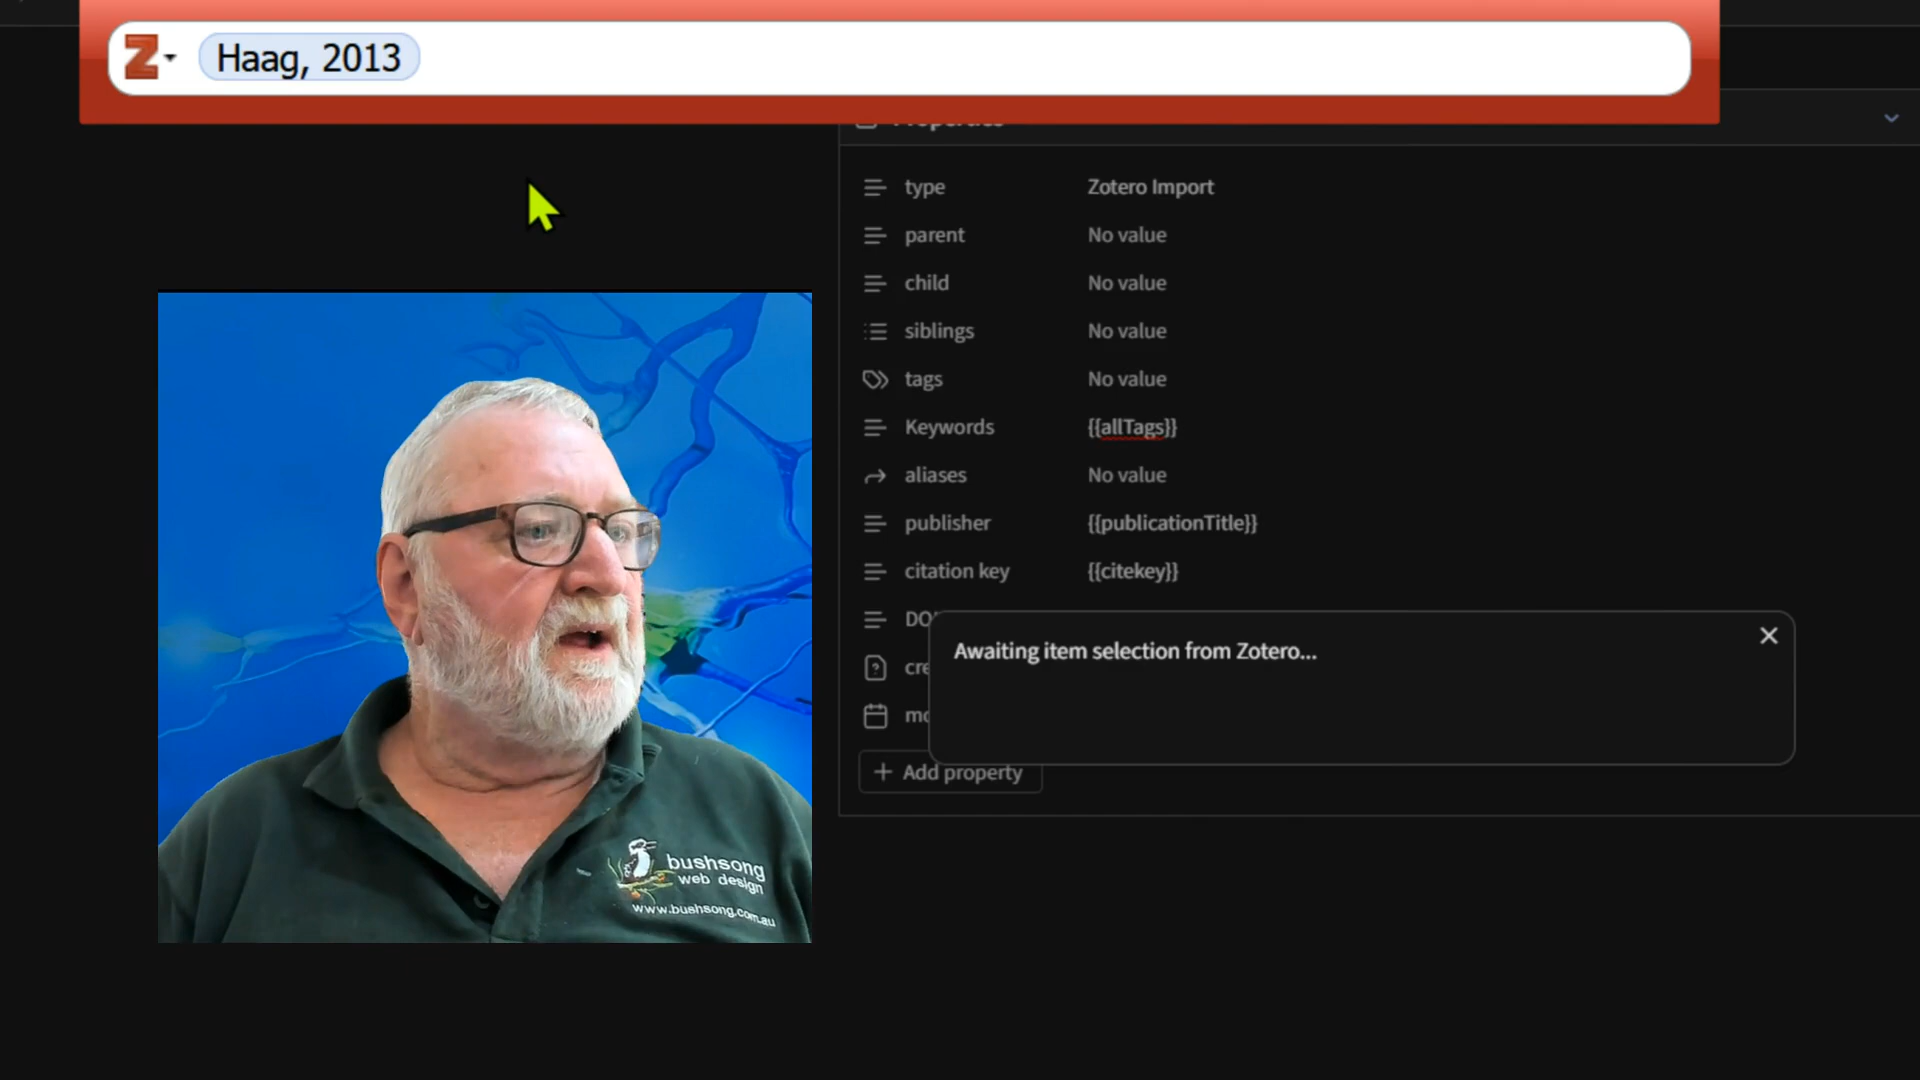 Z
Haag, 2013
Properties
type Zotero Import
parent No value
child No value
siblings No value
tags No value
Keywords {{allTags}}
aliases No value
publisher {{publicationTitle}}
citation key {{citekey}}
Awaiting item selection from Zotero...
Add property
bushsong
web design
www.bushsong.com.au